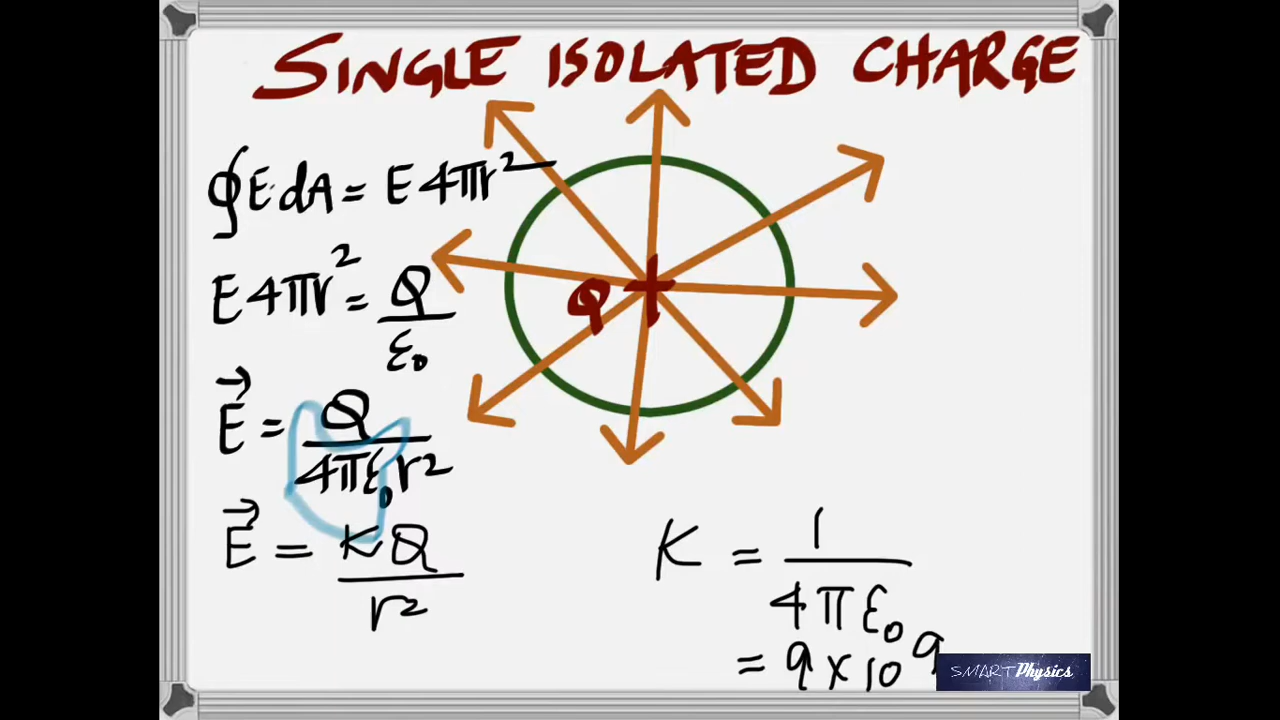 SINGLE ISOLATED CHARGE
∮E·dA = E4πr²
E4πr² = Q/ε₀
Q +
E⃗ = Q/4πε₀r²
E⃗ = KQ/r²
K = 1/4πε₀
= 9 × 10⁹
SMARTPhysics